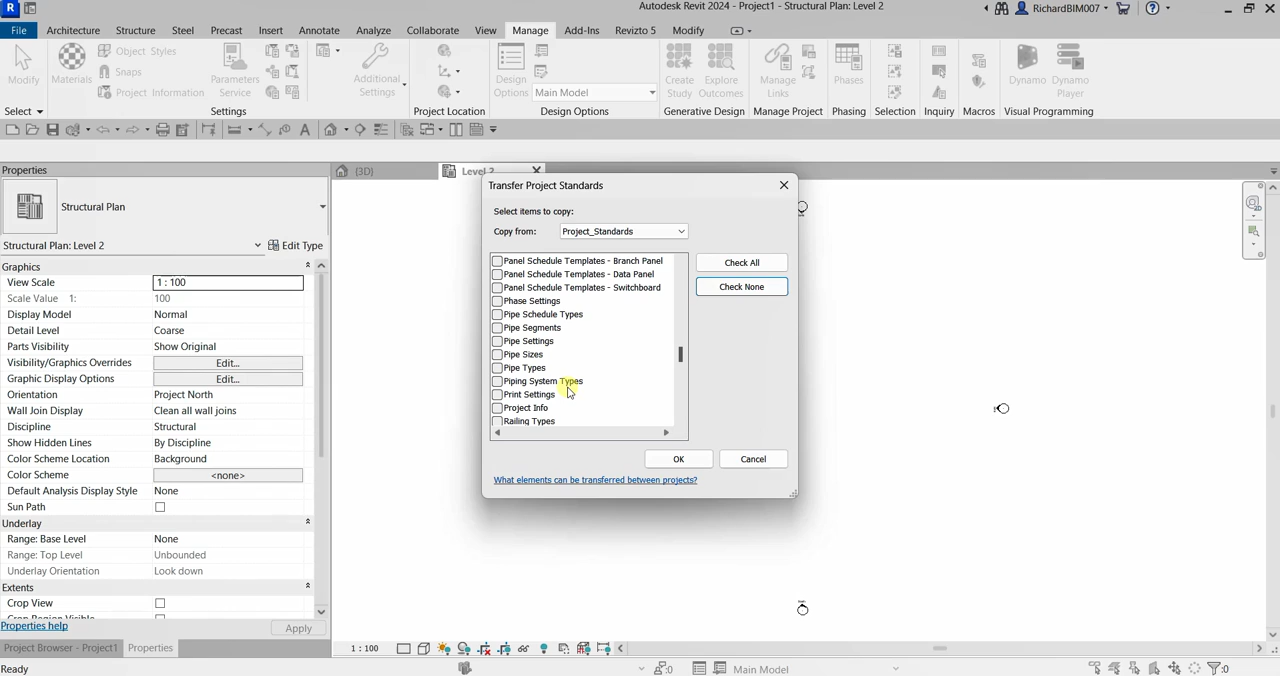 Autodesk Revit 2024 - Project1 - Structural Plan: Level 2
RichardBIM007
File Architecture Structure Steel Precast Insert Annotate Analyze Collaborate View Manage Add-Ins Revizto 5 Modify
Modify
Materials
Object Styles
Snaps
Project Information
Parameters Service
Additional Settings
Design Options
Main Model
Create Study
Explore Outcomes
Manage Links
Phases
Dynamo
Dynamo Player
Select Settings Project Location Design Options Generative Design Manage Project Phasing Selection Inquiry Macros Visual Programming
Properties
Structural Plan
Structural Plan: Level 2
Edit Type
Graphics
View Scale 1 : 100
Scale Value 1: 100
Display Model Normal
Detail Level Coarse
Parts Visibility Show Original
Visibility/Graphics Overrides Edit...
Graphic Display Options Edit...
Orientation Project North
Wall Join Display Clean all wall joins
Discipline Structural
Show Hidden Lines By Discipline
Color Scheme Location Background
Color Scheme <none>
Default Analysis Display Style None
Sun Path
Underlay
Range: Base Level None
Range: Top Level Unbounded
Underlay Orientation Look down
Extents
Crop View
Crop Region Visible
Properties help
Apply
Project Browser - Project1 Properties
(3D)
Level 2
Transfer Project Standards
Select items to copy:
Copy from: Project_Standards
Panel Schedule Templates - Branch Panel
Panel Schedule Templates - Data Panel
Panel Schedule Templates - Switchboard
Phase Settings
Pipe Schedule Types
Pipe Segments
Pipe Settings
Pipe Sizes
Pipe Types
Piping System Types
Print Settings
Project Info
Railing Types
Check All
Check None
OK
Cancel
What elements can be transferred between projects?
1 : 100
Ready
:0
Main Model
:0